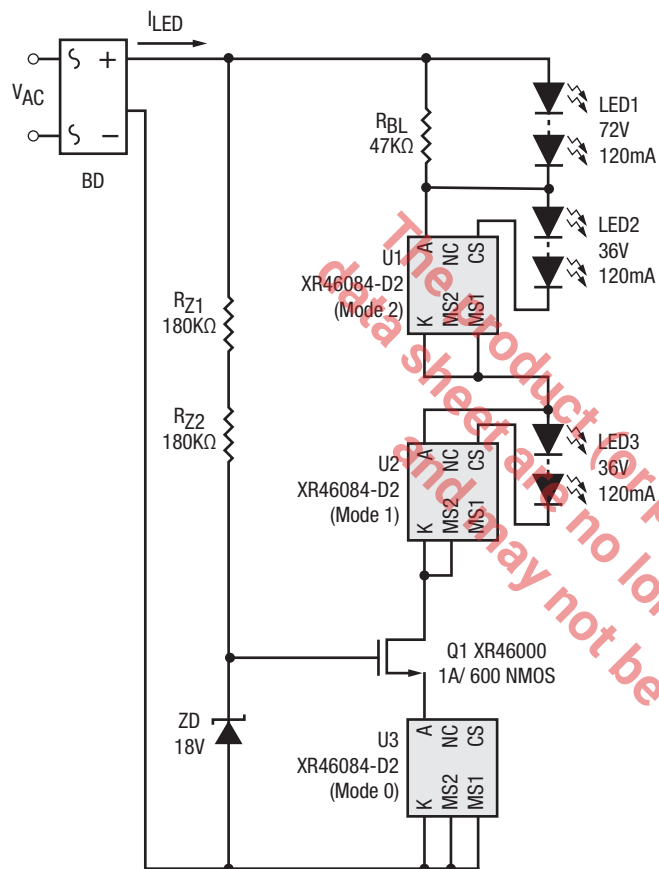 ILED
VAC
BD
RBL
47KΩ
LED1
72V
120mA
LED2
36V
120mA
A
NC
CS
U1
XR46084-D2
(Mode 2)
K
MS2
MS1
RZ1
180KΩ
RZ2
180KΩ
LED3
36V
120mA
A
NC
CS
U2
XR46084-D2
(Mode 1)
K
MS2
MS1
Q1 XR46000
1A/ 600 NMOS
ZD
18V
A
NC
CS
U3
XR46084-D2
(Mode 0)
K
MS2
MS1
The product (or p
data sheet are no lon
and may not be